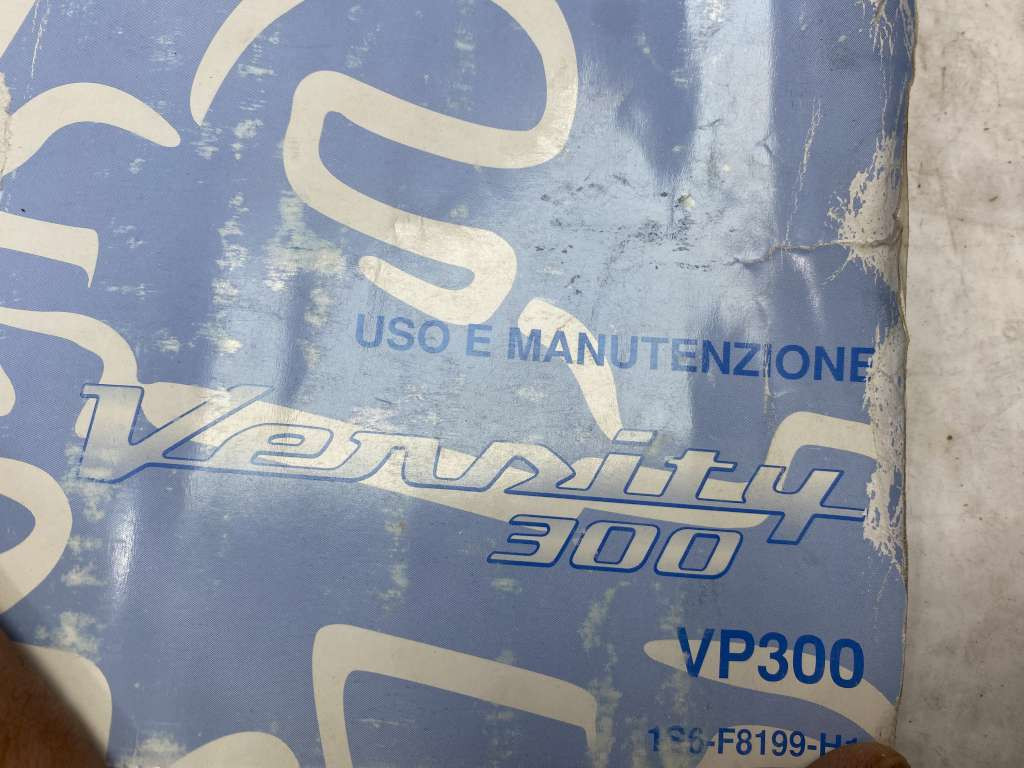 USO E MANUTENZIONE
Versity
300
VP300